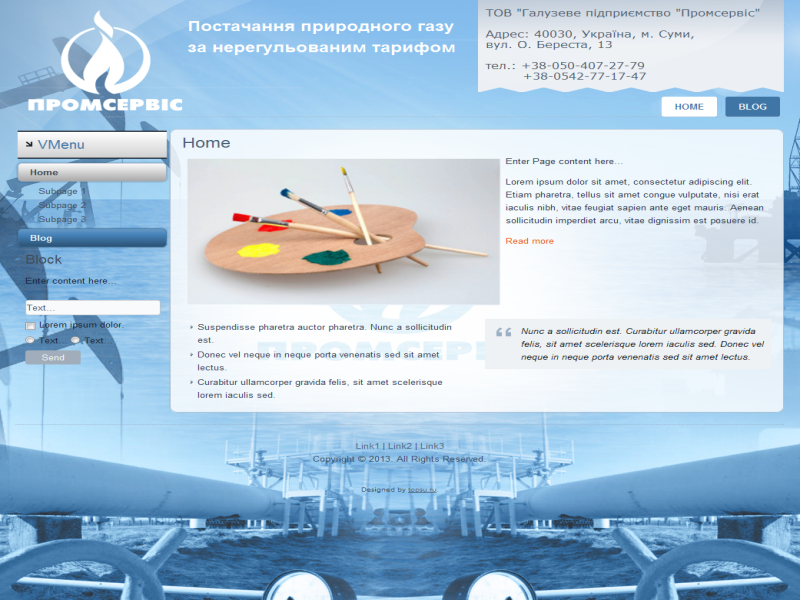 Постачання природного газу
за нерегульованим тарифом
ТОВ "Галузеве підприємство "Промсервіс"
Адрес: 40030, Україна, м. Суми,
вул. О. Береста, 13
тел.: +38-050-407-27-79
+38-0542-77-17-47
ПРОМСЕРВІС
HOME
BLOG
VMenu
Home
Subpage 1
Subpage 2
Subpage 3
Blog
Block
Enter content here...
Text...
Lorem ipsum dolor.
Text... Text...
Send
Home
Enter Page content here...
Lorem ipsum dolor sit amet, consectetur adipiscing elit.
Etiam pharetra, tellus sit amet congue vulputate, nisi erat
iaculis nibh, vitae feugiat sapien ante eget mauris. Aenean
sollicitudin imperdiet arcu, vitae dignissim est posuere id.
Read more
Suspendisse pharetra auctor pharetra. Nunc a sollicitudin
est.
Donec vel neque in neque porta venenatis sed sit amet
lectus.
Curabitur ullamcorper gravida felis, sit amet scelerisque
lorem iaculis sed.
Nunc a sollicitudin est. Curabitur ullamcorper gravida
felis, sit amet scelerisque lorem iaculis sed. Donec vel
neque in neque porta venenatis sed sit amet lectus.
ПРОМСЕРВІС
Link1 | Link2 | Link3
Copyright © 2013. All Rights Reserved.
Designed by